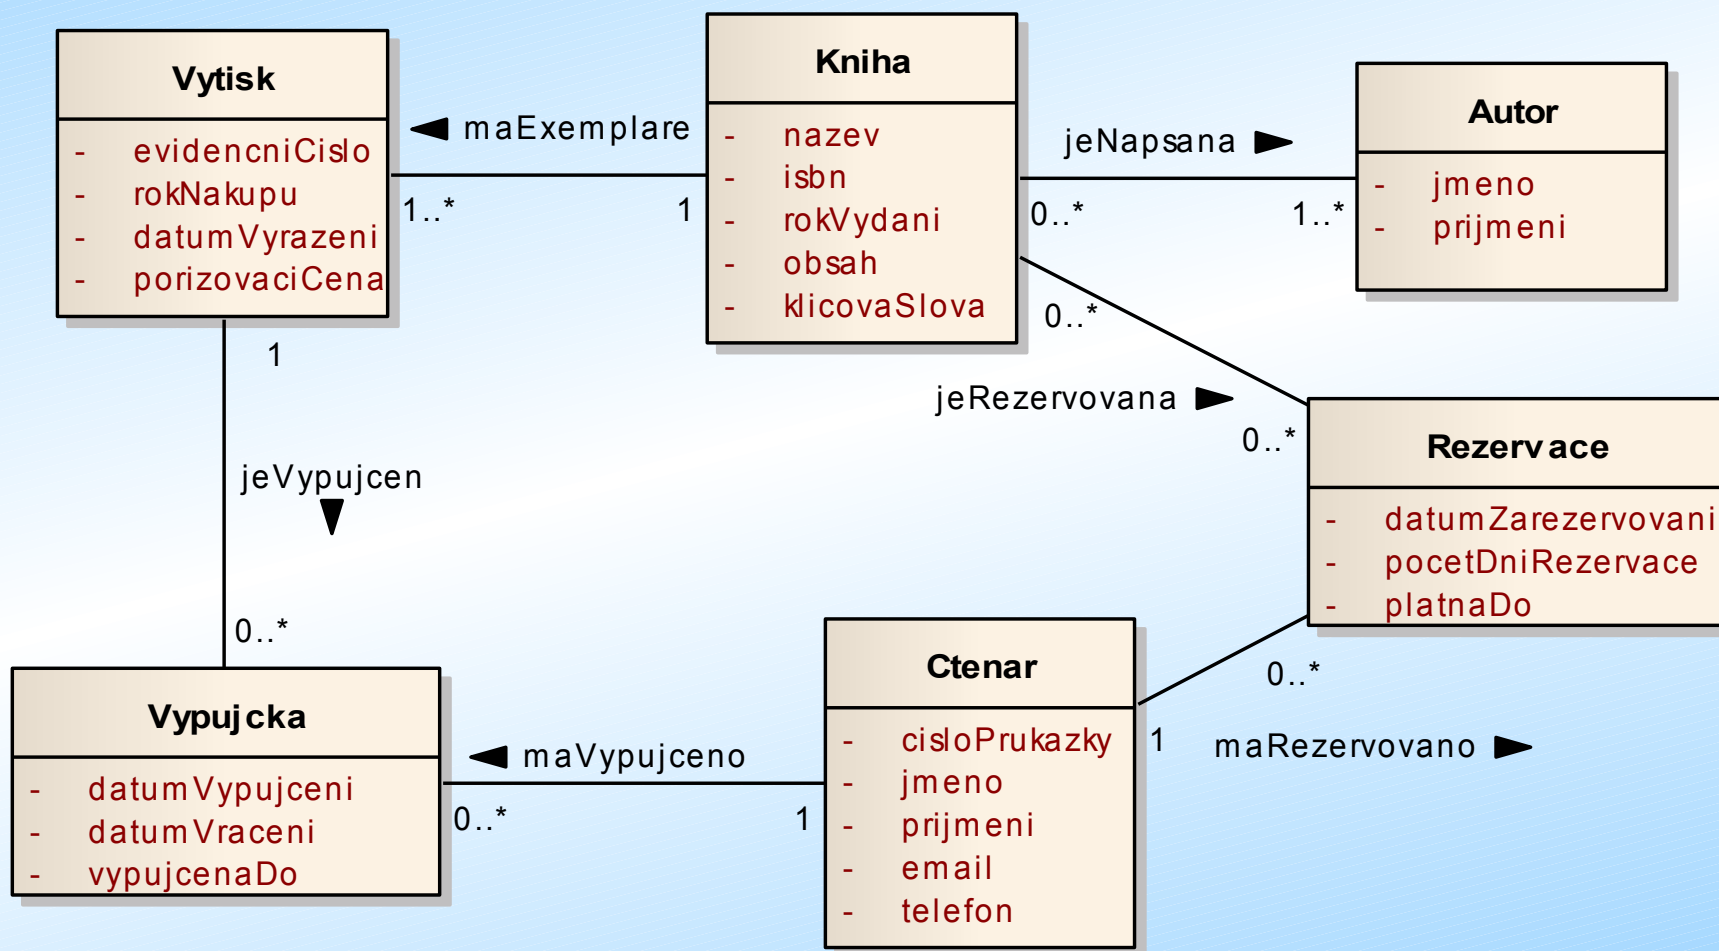 Vytisk
- evidencniCislo
- rokNakupu
- datumVyrazeni
- porizovaciCena
maExemplare
1..*
1
Kniha
- nazev
- isbn
- rokVydani
- obsah
- klicovaSlova
jeNapsana
0..*
1..*
Autor
- jmeno
- prijmeni
0..*
jeRezervovana
0..*
Rezervace
- datumZarezervovani
- pocetDniRezervace
- platnaDo
1
jeVypujcen
0..*
Vypujcka
- datumVypujceni
- datumVraceni
- vypujcenaDo
maVypujceno
0..*
1
Ctenar
- cisloPrukazky
- jmeno
- prijmeni
- email
- telefon
0..*
1
maRezervovano